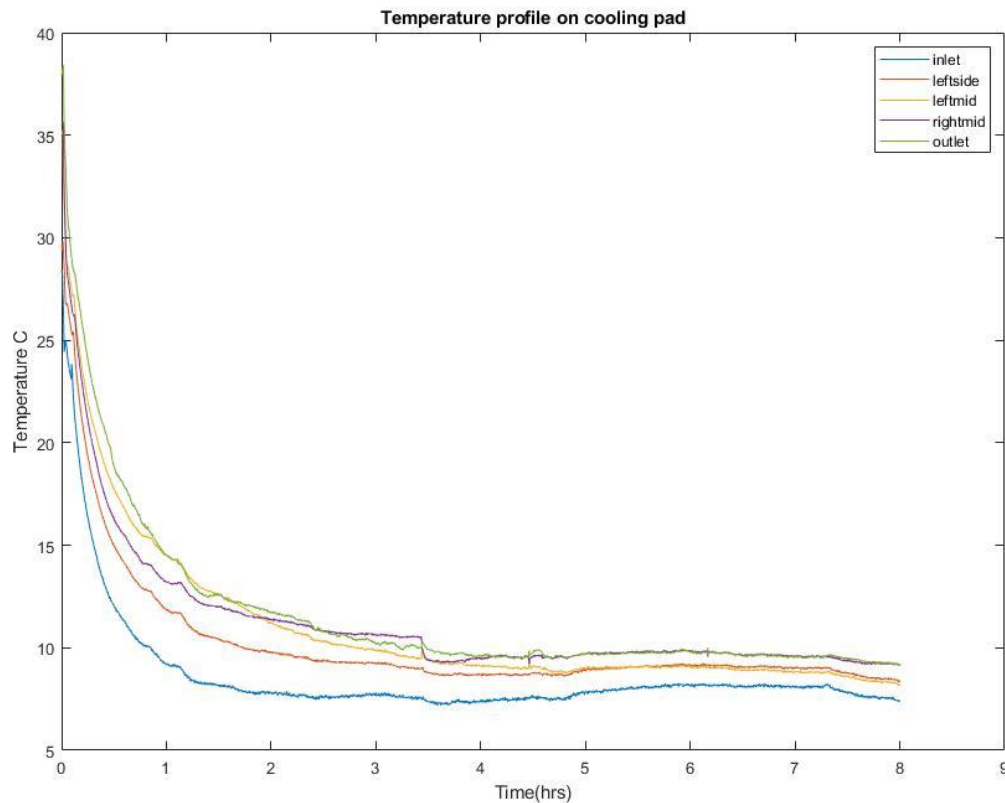 Temperature profile on cooling pad
40
35
30
25
20
15
10
5
Temperature C
inlet
leftside
leftmid
rightmid
outlet
0 1 2 3 4 5 6 7 8 9
Time(hrs)